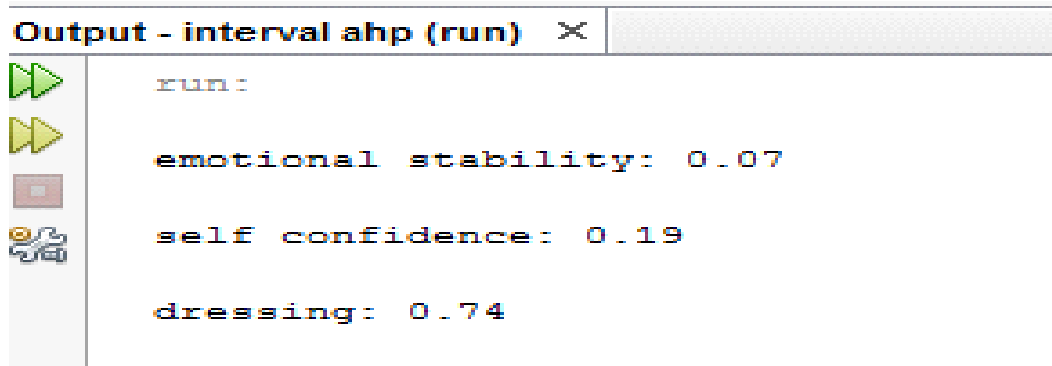 Output - interval ahp (run)
run:
emotional stability: 0.07
self confidence: 0.19
dressing: 0.74